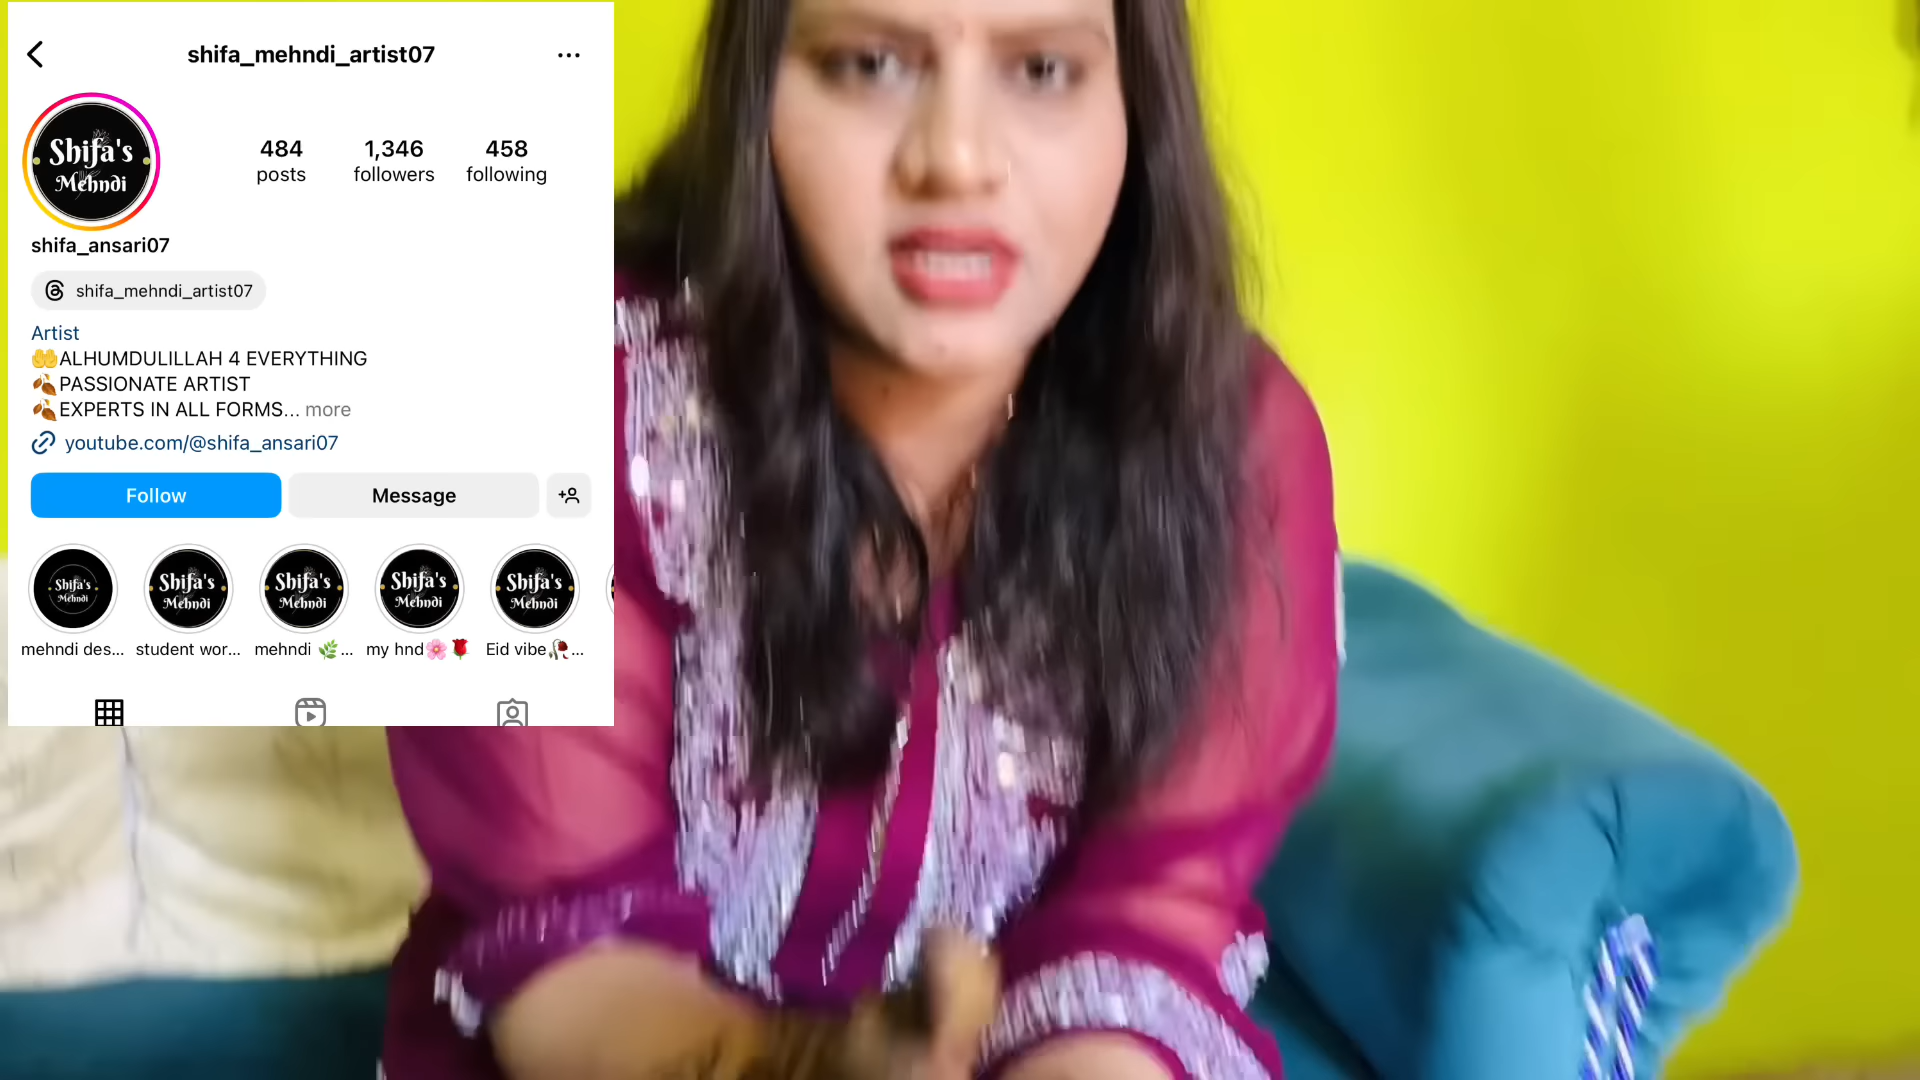 shifa_mehndi_artist07
Shifa's
Mehndi
484
posts
1,346
followers
458
following
shifa_ansari07
shifa_mehndi_artist07
Artist
🤲ALHUMDULILLAH 4 EVERYTHING
🍂PASSIONATE ARTIST
🍂EXPERTS IN ALL FORMS... more
youtube.com/@shifa_ansari07
Follow
Message
Shifa's
Mehndi
Shifa's
Mehndi
Shifa's
Mehndi
Shifa's
Mehndi
Shifa's
Mehndi
mehndi des...
student wor...
mehndi 🌿...
my hnd🌸🌹
Eid vibe🥀...